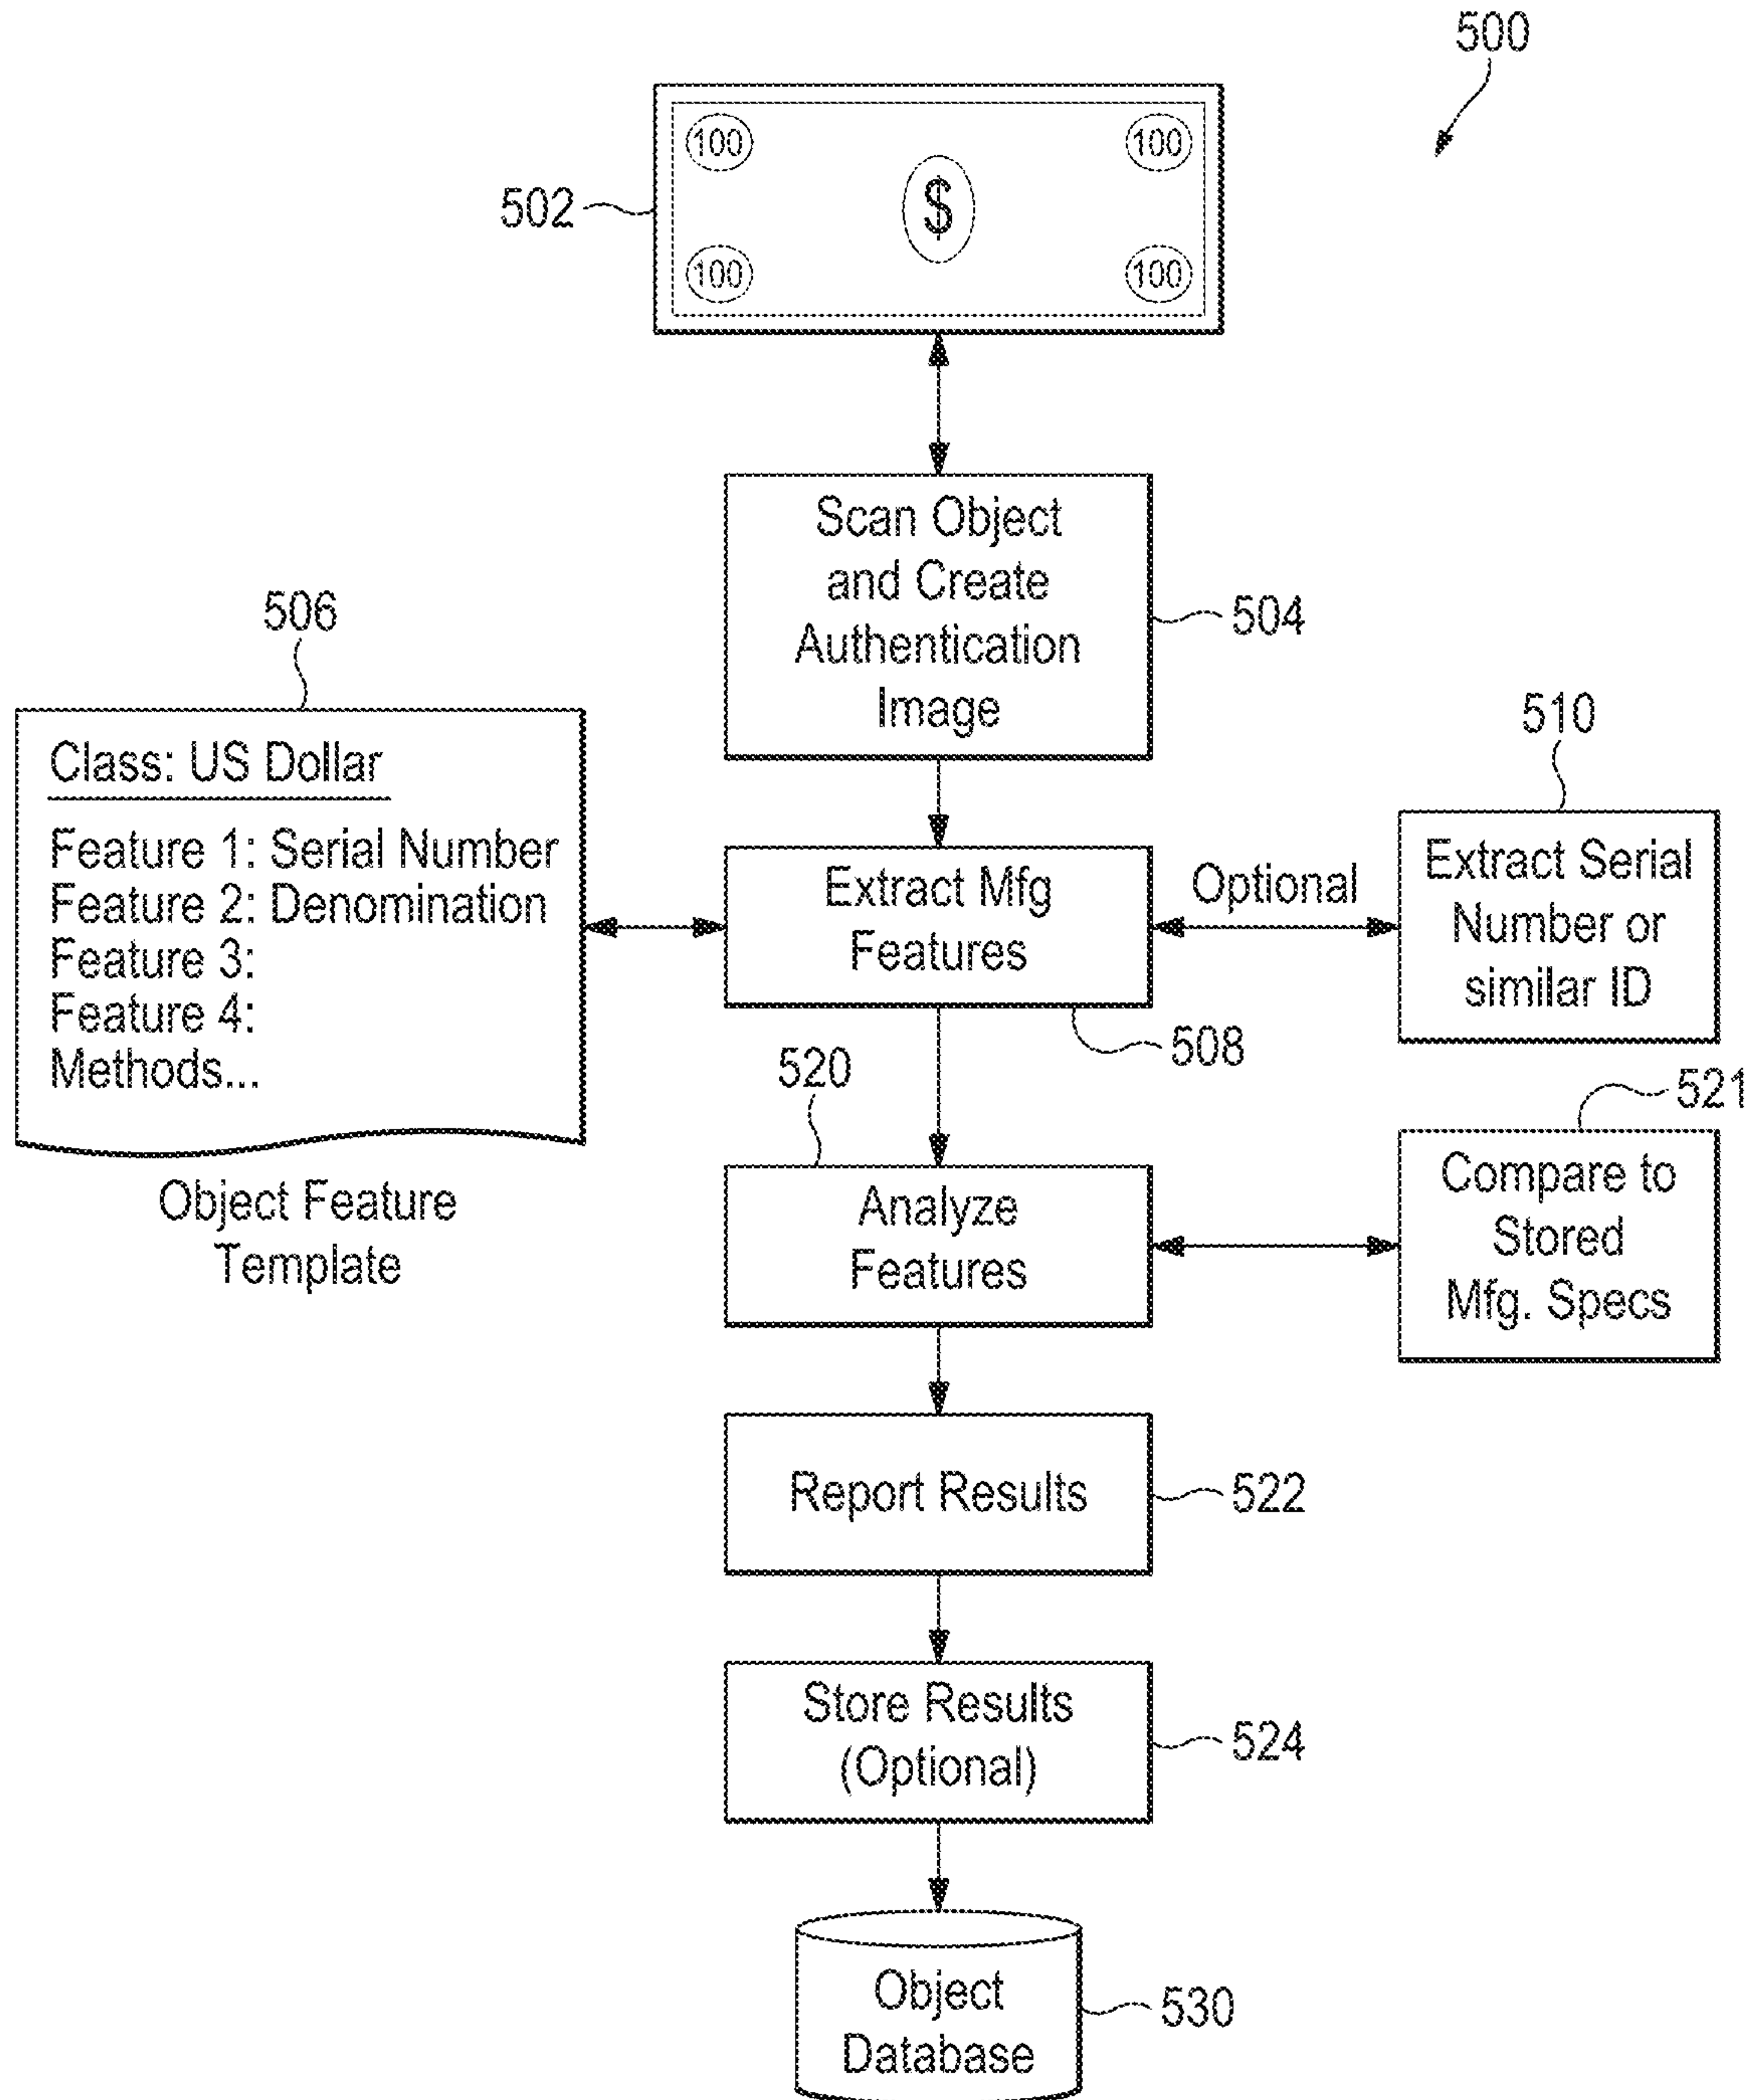 500
100
100
$
502
100
100
Scan Object
and Create
Authentication
Image
504
506
Class: US Dollar
Feature 1: Serial Number
Feature 2: Denomination
Feature 3:
Feature 4:
Methods...
Object Feature
Template
Extract Mfg
Features
508
Optional
510
Extract Serial
Number or
similar ID
520
Analyze
Features
521
Compare to
Stored
Mfg. Specs
Report Results
522
Store Results
(Optional)
524
Object
Database
530